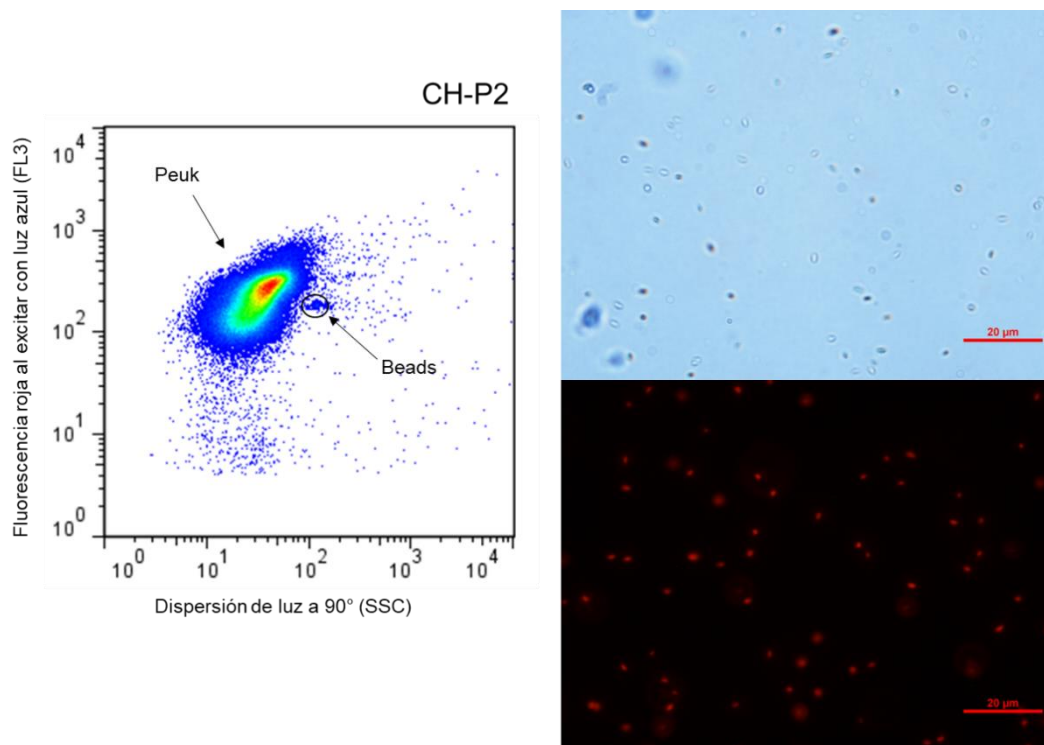 CH-P2
Fluorescencia roja al excitar con luz azul (FL3)
10^4
10^3
10^2
10^1
10^0
Peuk
Beads
10^0 10^1 10^2 10^3 10^4
Dispersión de luz a 90° (SSC)
20 µm
20 µm